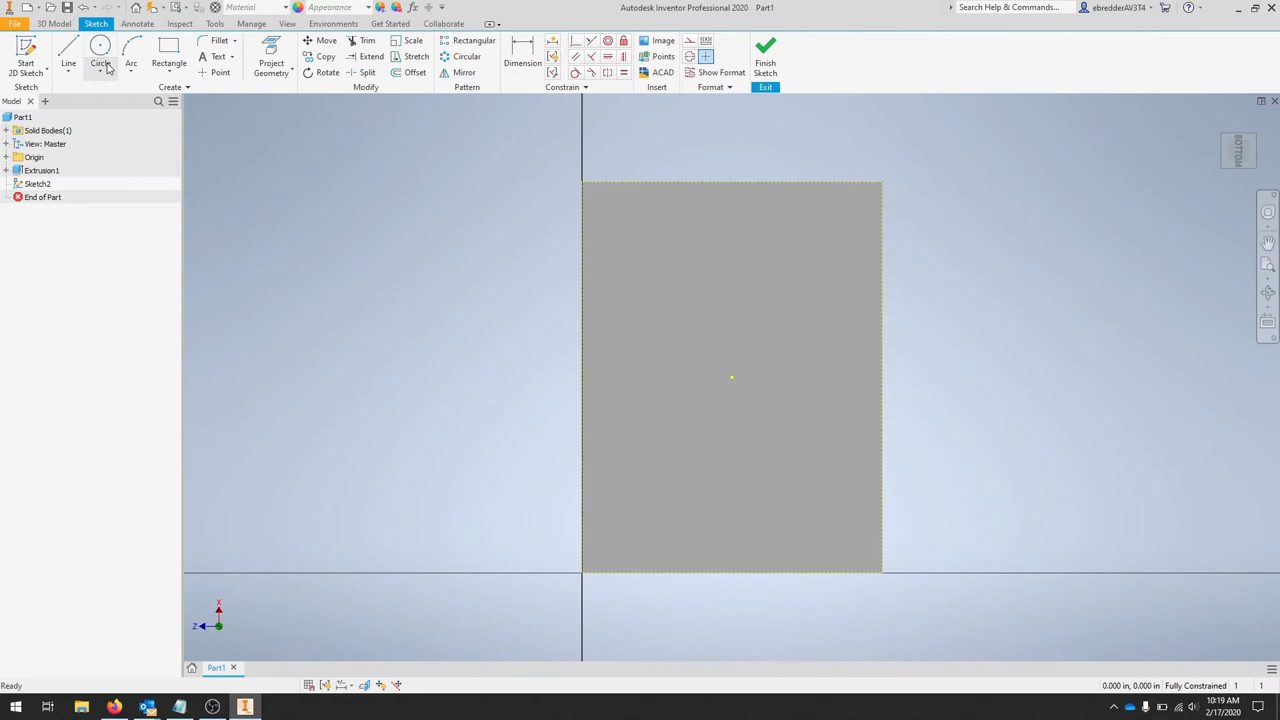 Material
Appearance
Autodesk Inventor Professional 2020 Part1
Search Help & Commands...
ebredderAV3T4
File
3D Model
Sketch
Annotate
Inspect
Tools
Manage
View
Environments
Get Started
Collaborate
Start
2D Sketch
Line
Circle
Arc
Rectangle
Fillet
Text
Point
Project
Geometry
Move
Copy
Rotate
Trim
Extend
Split
Scale
Stretch
Offset
Rectangular
Circular
Mirror
Dimension
Image
Points
ACAD
Show Format
Finish
Sketch
Sketch
Create
Modify
Pattern
Constrain
Insert
Format
Exit
Model
Part1
Solid Bodies(1)
View: Master
Origin
Extrusion1
Sketch2
End of Part
BOTTOM
X
Z
Part1
Ready
0.000 in, 0.000 in Fully Constrained 1 1
10:19 AM
2/17/2020